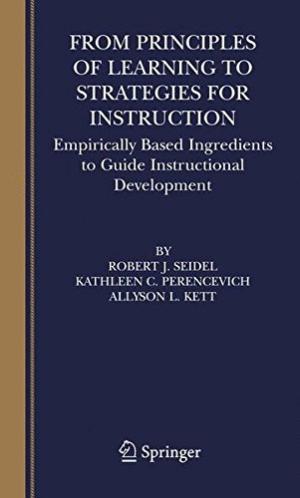 FROM PRINCIPLES
OF LEARNING TO
STRATEGIES FOR
INSTRUCTION
Empirically Based Ingredients
to Guide Instructional
Development
BY
ROBERT J. SEIDEL
KATHLEEN C. PERENCEVICH
ALLYSON L. KETT
Springer